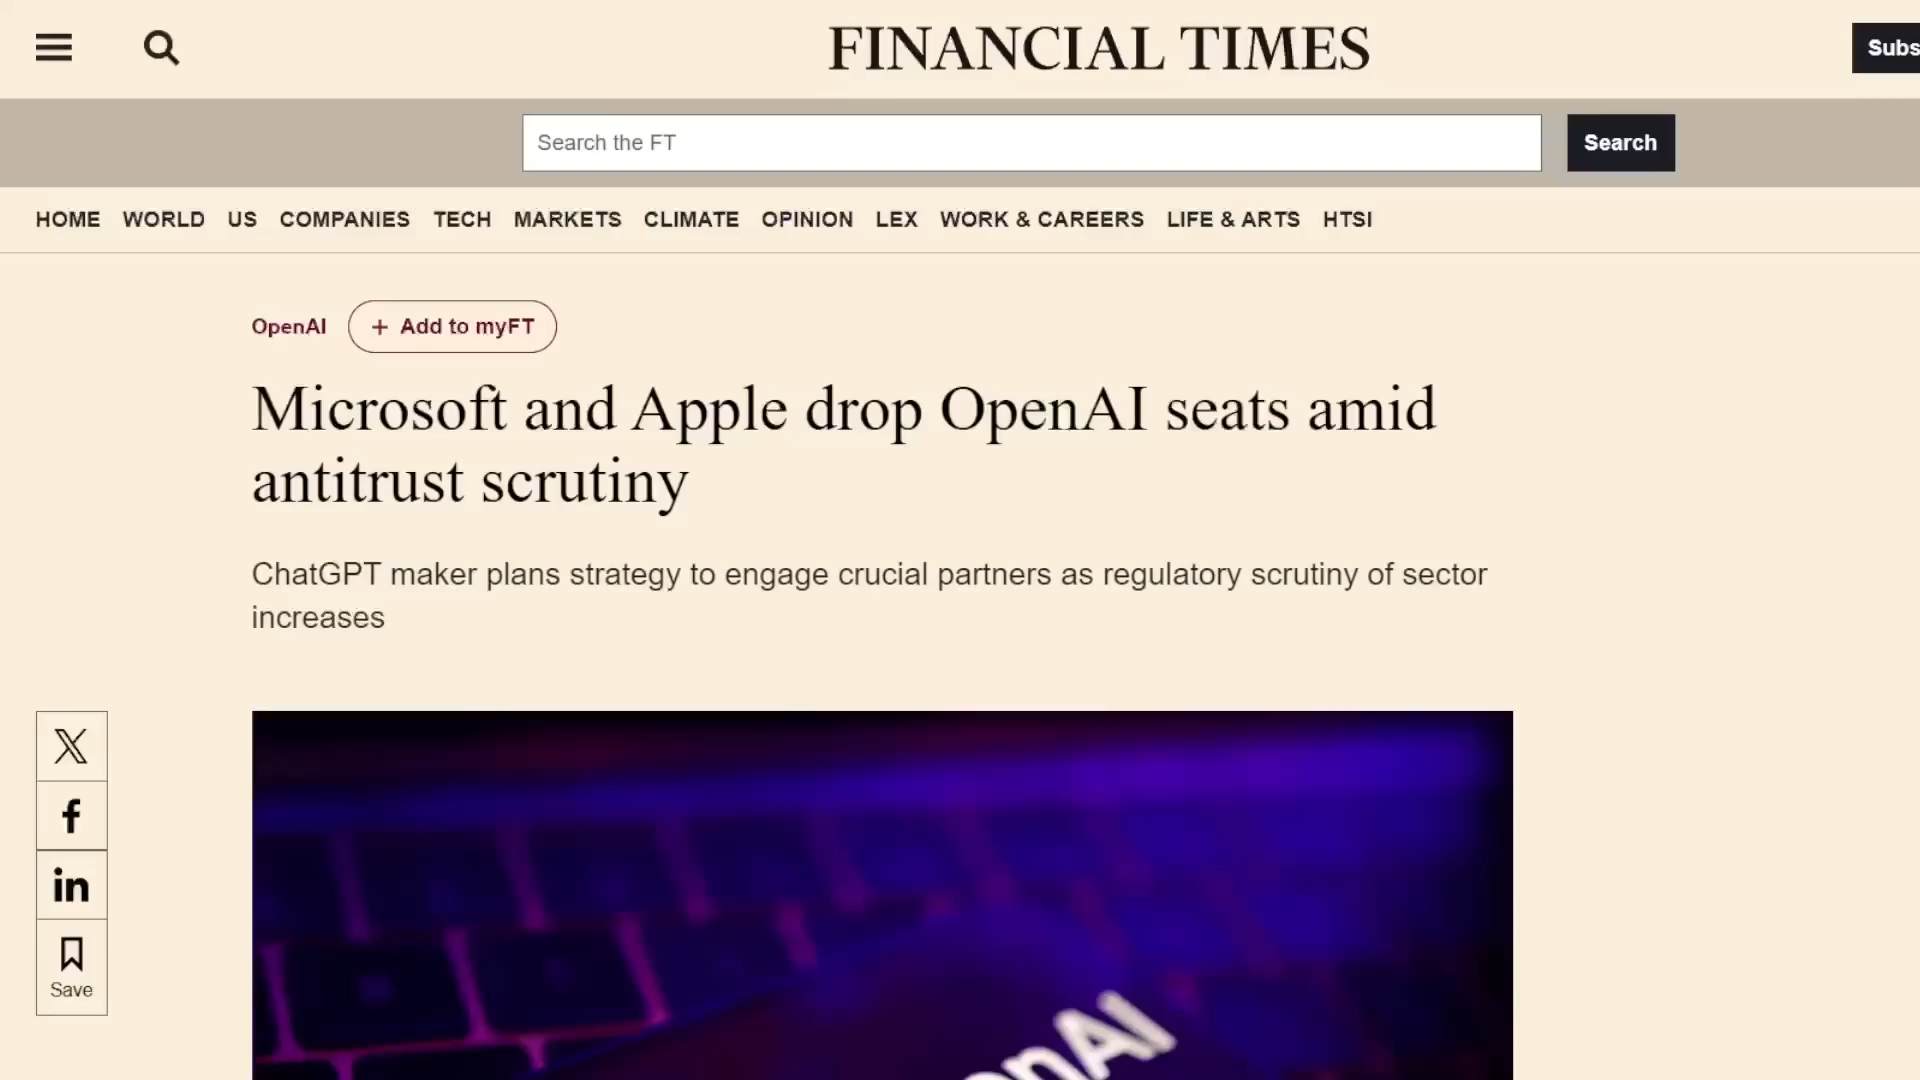 FINANCIAL TIMES
Subs
Search the FT
Search
HOME WORLD US COMPANIES TECH MARKETS CLIMATE OPINION LEX WORK & CAREERS LIFE & ARTS HTSI
OpenAI
+ Add to myFT
Microsoft and Apple drop OpenAI seats amid
antitrust scrutiny
ChatGPT maker plans strategy to engage crucial partners as regulatory scrutiny of sector
increases
X
f
in
Save
nAI